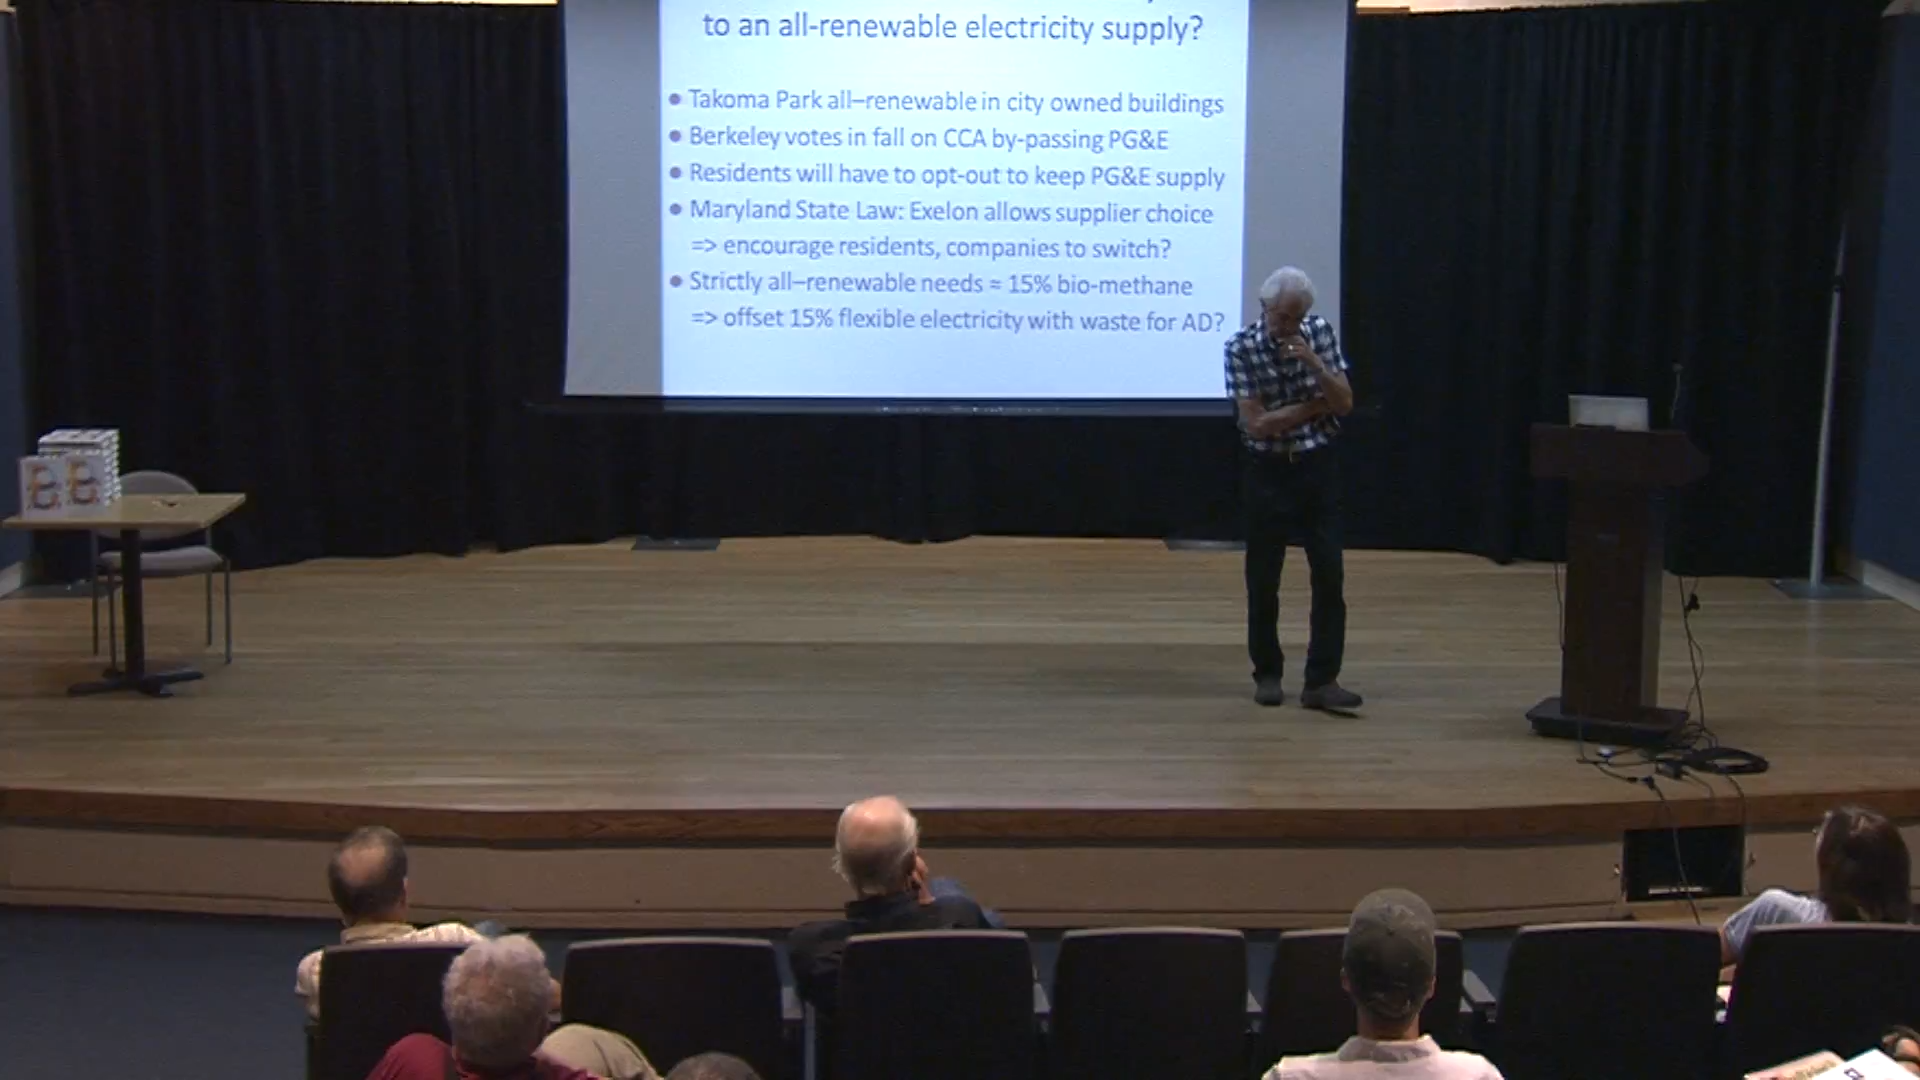 to an all-renewable electricity supply?
● Takoma Park all–renewable in city owned buildings
● Berkeley votes in fall on CCA by-passing PG&E
● Residents will have to opt-out to keep PG&E supply
● Maryland State Law: Exelon allows supplier choice
=> encourage residents, companies to switch?
● Strictly all–renewable needs ≈ 15% bio-methane
=> offset 15% flexible electricity with waste for AD?